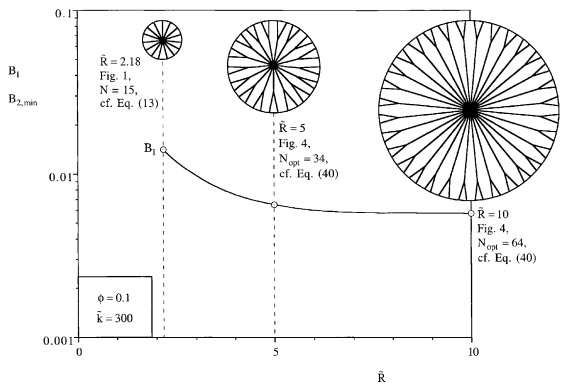 0.1
B₁
B₂,min
R̃ = 2.18
Fig. 1,
N = 15,
cf. Eq. (13)
R̃ = 5
Fig. 4,
Nopt = 34,
cf. Eq. (40)
B₁
0.01
R̃ = 10
Fig. 4,
Nopt = 64,
cf. Eq. (40)
ϕ = 0.1
k̃ = 300
0.001
0
5
10
R̃